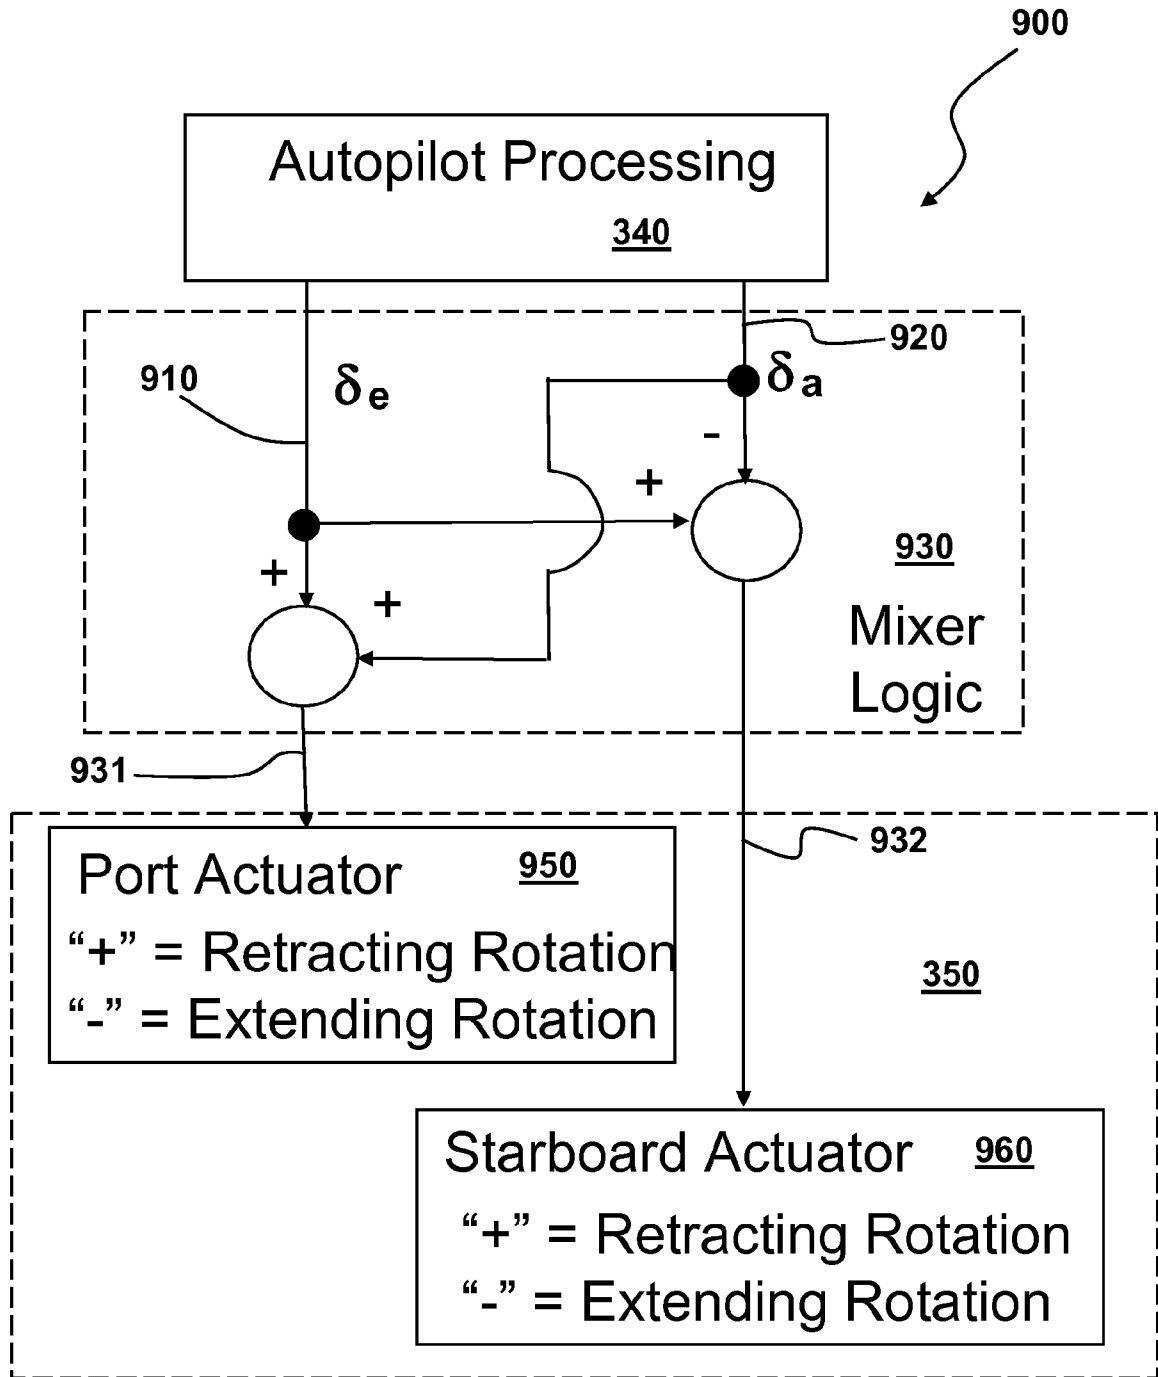 900
Autopilot Processing
340
920
910
δe
δa
-
+
930
+
+
Mixer
Logic
931
932
Port Actuator 950
“+” = Retracting Rotation
“-” = Extending Rotation
350
Starboard Actuator 960
“+” = Retracting Rotation
“-” = Extending Rotation